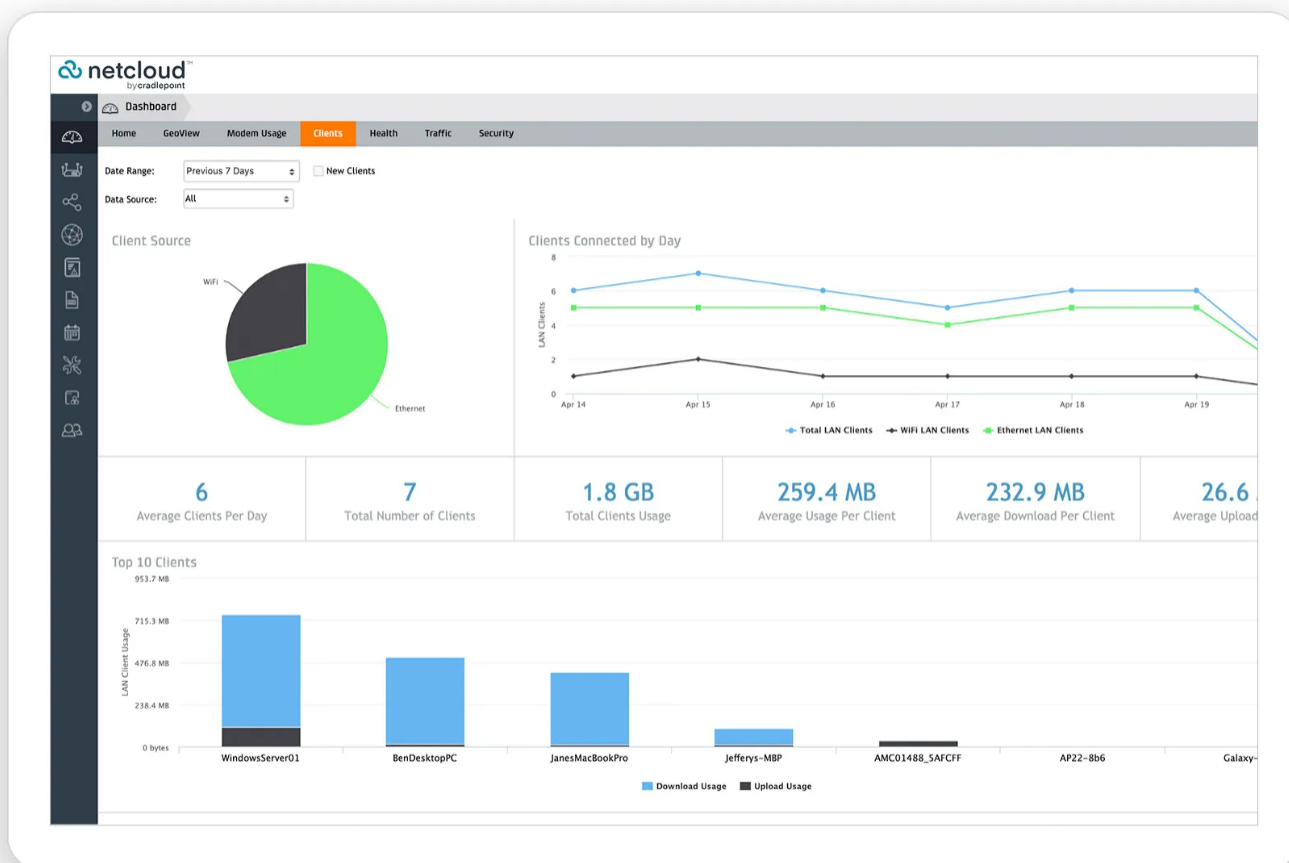 netcloud™
by cradlepoint
Dashboard
Home GeoView Modem Usage Clients Health Traffic Security
Date Range: Previous 7 Days New Clients
Data Source: All
Client Source
WiFi
Ethernet
Clients Connected by Day
LAN Clients
8
6
4
2
0
Apr 14 Apr 15 Apr 16 Apr 17 Apr 18 Apr 19
Total LAN Clients WiFi LAN Clients Ethernet LAN Clients
6
Average Clients Per Day
7
Total Number of Clients
1.8 GB
Total Clients Usage
259.4 MB
Average Usage Per Client
232.9 MB
Average Download Per Client
26.6
Average Upload
Top 10 Clients
LAN Client Usage
953.7 MB
715.3 MB
476.8 MB
238.4 MB
0 bytes
WindowsServer01 BenDesktopPC JanesMacBookPro Jefferys-MBP AMC01488_5AFCFF AP22-8b6 Galaxy-
Download Usage Upload Usage